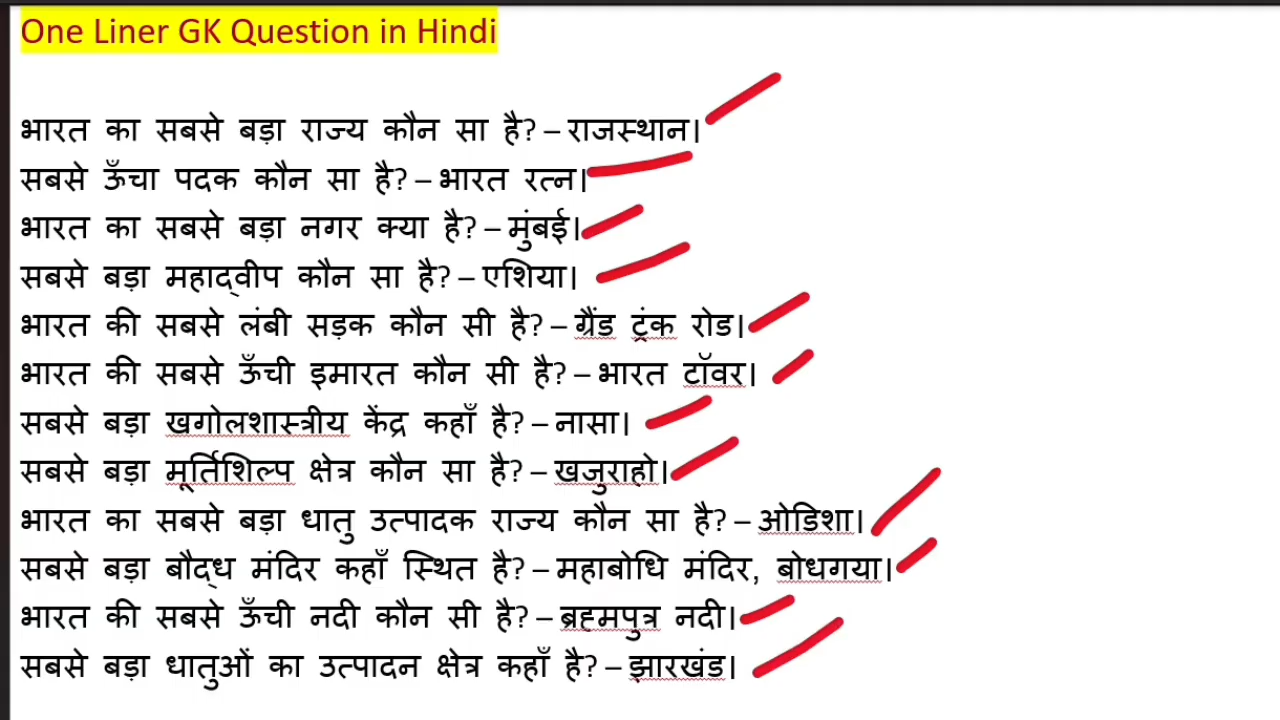 One Liner GK Question in Hindi
भारत का सबसे बड़ा राज्य कौन सा है? – राजस्थान।
सबसे ऊँचा पदक कौन सा है? – भारत रत्न।
भारत का सबसे बड़ा नगर क्या है? – मुंबई।
सबसे बड़ा महाद्वीप कौन सा है? – एशिया।
भारत की सबसे लंबी सड़क कौन सी है? – ग्रैंड ट्रंक रोड।
भारत की सबसे ऊँची इमारत कौन सी है? – भारत टॉवर।
सबसे बड़ा खगोलशास्त्रीय केंद्र कहाँ है? – नासा।
सबसे बड़ा मूर्तिशिल्प क्षेत्र कौन सा है? – खजुराहो।
भारत का सबसे बड़ा धातु उत्पादक राज्य कौन सा है? – ओडिशा।
सबसे बड़ा बौद्ध मंदिर कहाँ स्थित है? – महाबोधि मंदिर, बोधगया।
भारत की सबसे ऊँची नदी कौन सी है? – ब्रह्मपुत्र नदी।
सबसे बड़ा धातुओं का उत्पादन क्षेत्र कहाँ है? – झारखंड।